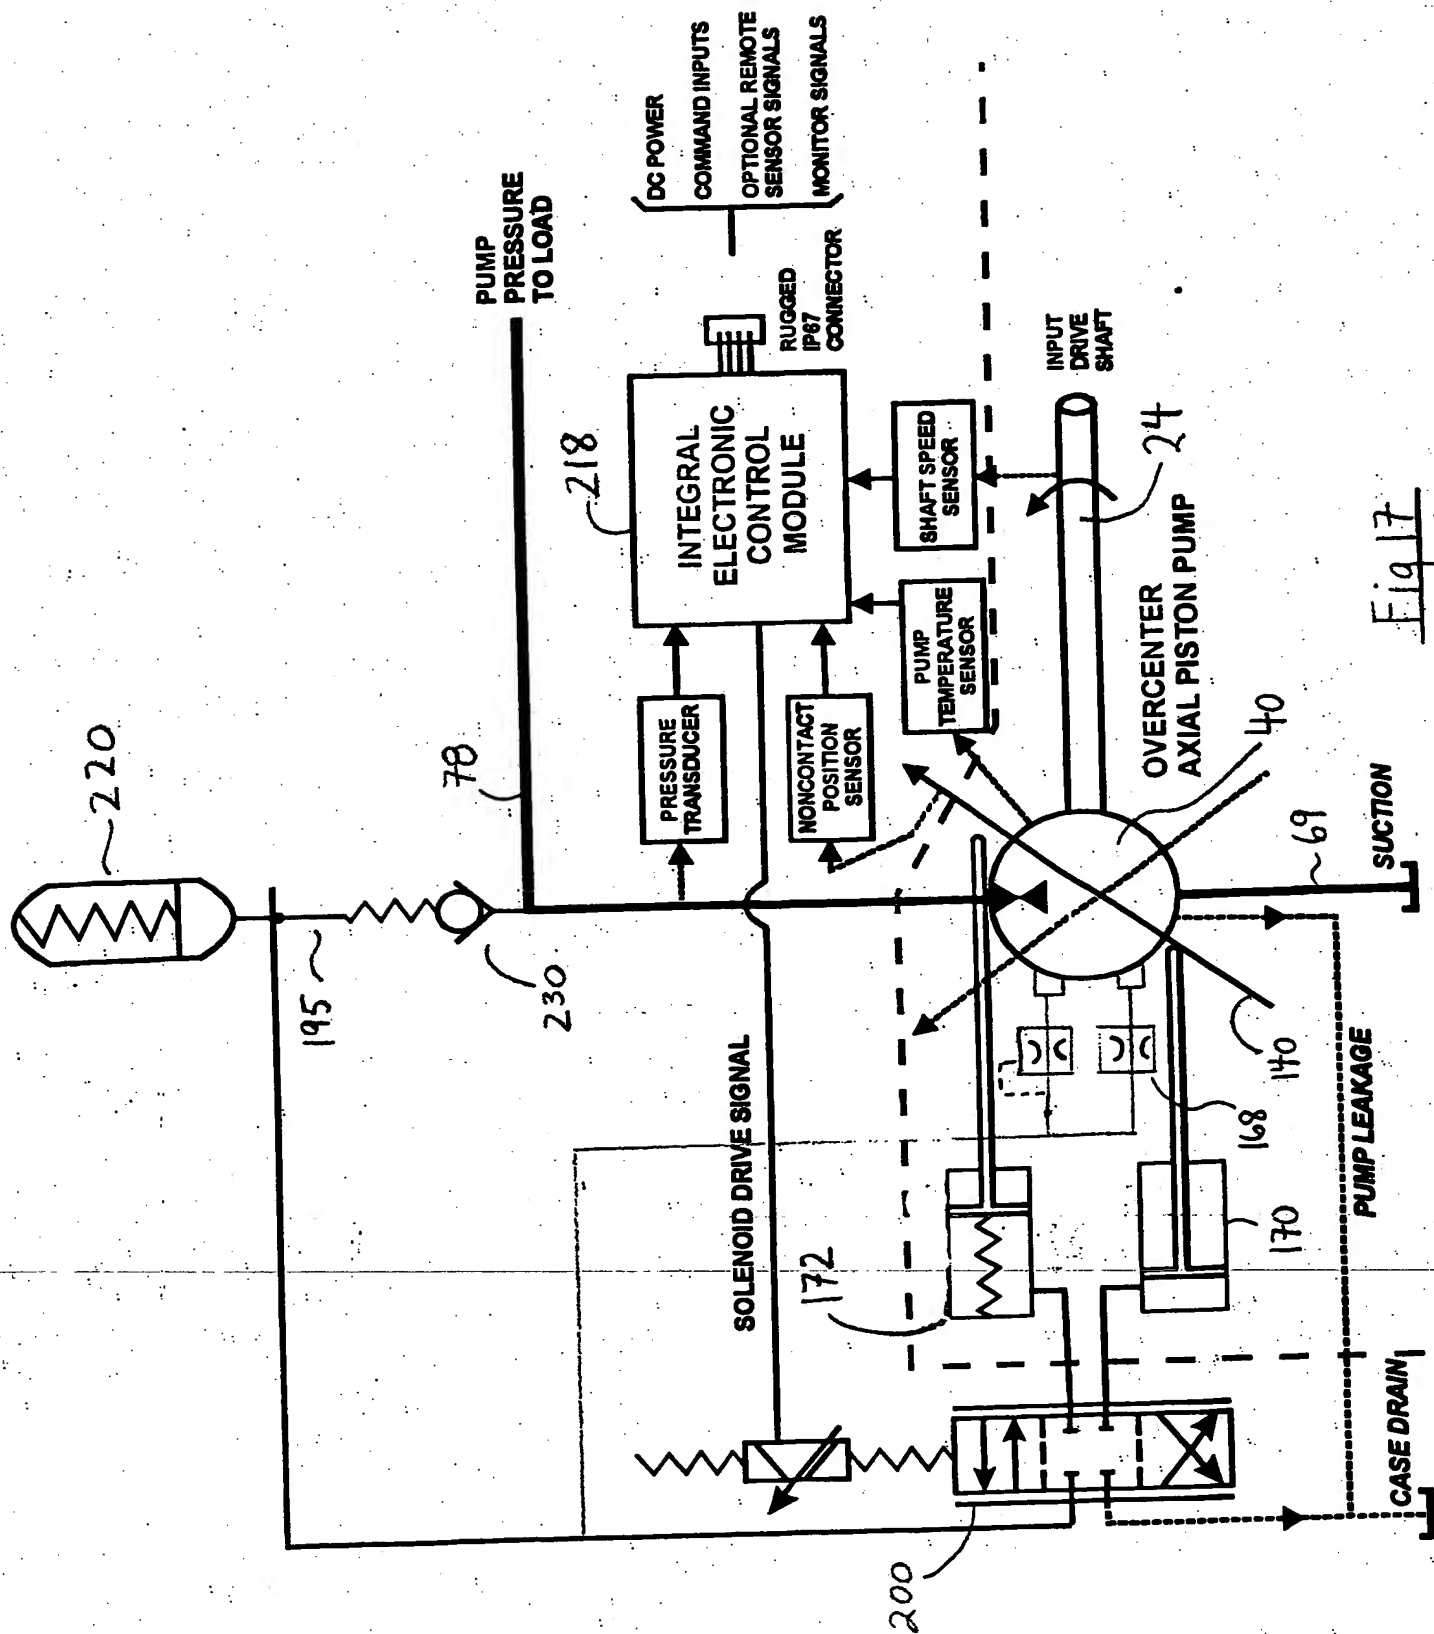 220
78
195
230
PUMP
PRESSURE
TO LOAD
DC POWER
COMMAND INPUTS
OPTIONAL REMOTE
SENSOR SIGNALS
MONITOR SIGNALS
RUGGED
IP67
CONNECTOR
218
INTEGRAL
ELECTRONIC
CONTROL
MODULE
PRESSURE
TRANSDUCER
NONCONTACT
POSITION
SENSOR
PUMP
TEMPERATURE
SENSOR
SHAFT SPEED
SENSOR
SOLENOID DRIVE SIGNAL
INPUT
DRIVE
SHAFT
24
OVERCENTER
AXIAL PISTON PUMP
40
69
SUCTION
140
168
170
172
PUMP LEAKAGE
200
CASE DRAIN
Fig 17